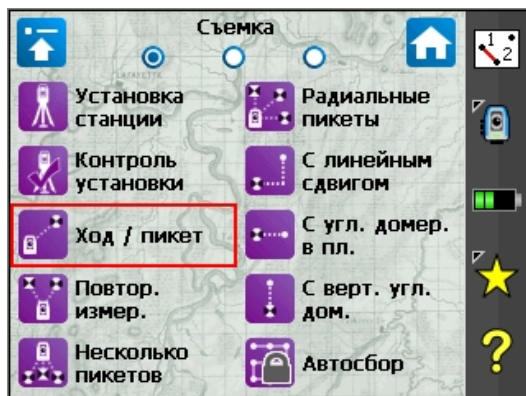 Съемка
LAFAYETTE
1
2
Установка
станции
Радиальные
пикеты
Контроль
установки
С линейным
сдвигом
Ход / пикет
С угл. домер.
в пл.
Повтор.
измер.
С верт. угл.
дом.
Несколько
пикетов
Автосбор
?